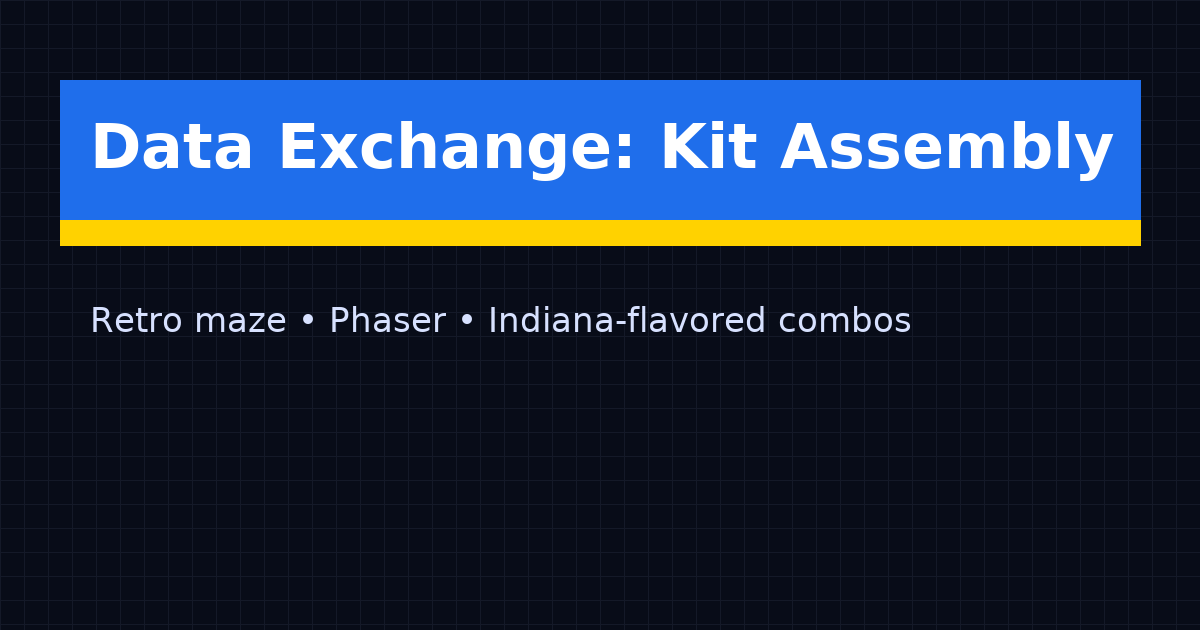 Data Exchange: Kit Assembly
Retro maze • Phaser • Indiana-flavored combos